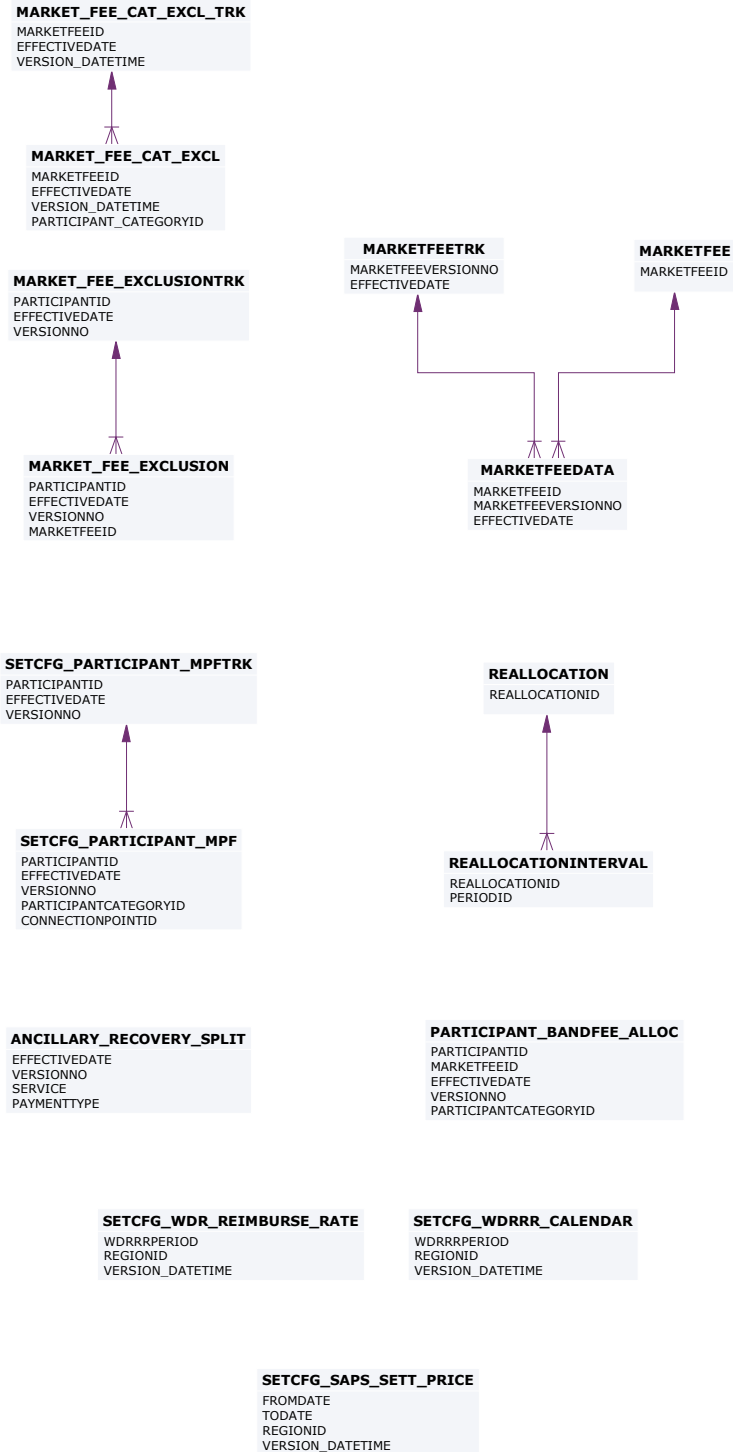 MARKET_FEE_CAT_EXCL_TRK
MARKETFEEID
EFFECTIVEDATE
VERSION_DATETIME
MARKET_FEE_CAT_EXCL
MARKETFEEID
EFFECTIVEDATE
VERSION_DATETIME
PARTICIPANT_CATEGORYID
MARKETFEETRK
MARKETFEEVERSIONNO
EFFECTIVEDATE
MARKETFEE
MARKETFEEID
MARKET_FEE_EXCLUSIONTRK
PARTICIPANTID
EFFECTIVEDATE
VERSIONNO
MARKET_FEE_EXCLUSION
PARTICIPANTID
EFFECTIVEDATE
VERSIONNO
MARKETFEEID
MARKETFEEDATA
MARKETFEEID
MARKETFEEVERSIONNO
EFFECTIVEDATE
SETCFG_PARTICIPANT_MPFTRK
PARTICIPANTID
EFFECTIVEDATE
VERSIONNO
REALLOCATION
REALLOCATIONID
SETCFG_PARTICIPANT_MPF
PARTICIPANTID
EFFECTIVEDATE
VERSIONNO
PARTICIPANTCATEGORYID
CONNECTIONPOINTID
REALLOCATIONINTERVAL
REALLOCATIONID
PERIODID
ANCILLARY_RECOVERY_SPLIT
EFFECTIVEDATE
VERSIONNO
SERVICE
PAYMENTTYPE
PARTICIPANT_BANDFEE_ALLOC
PARTICIPANTID
MARKETFEEID
EFFECTIVEDATE
VERSIONNO
PARTICIPANTCATEGORYID
SETCFG_WDR_REIMBURSE_RATE
WDRRRPERIOD
REGIONID
VERSION_DATETIME
SETCFG_WDRRR_CALENDAR
WDRRRPERIOD
REGIONID
VERSION_DATETIME
SETCFG_SAPS_SETT_PRICE
FROMDATE
TODATE
REGIONID
VERSION_DATETIME